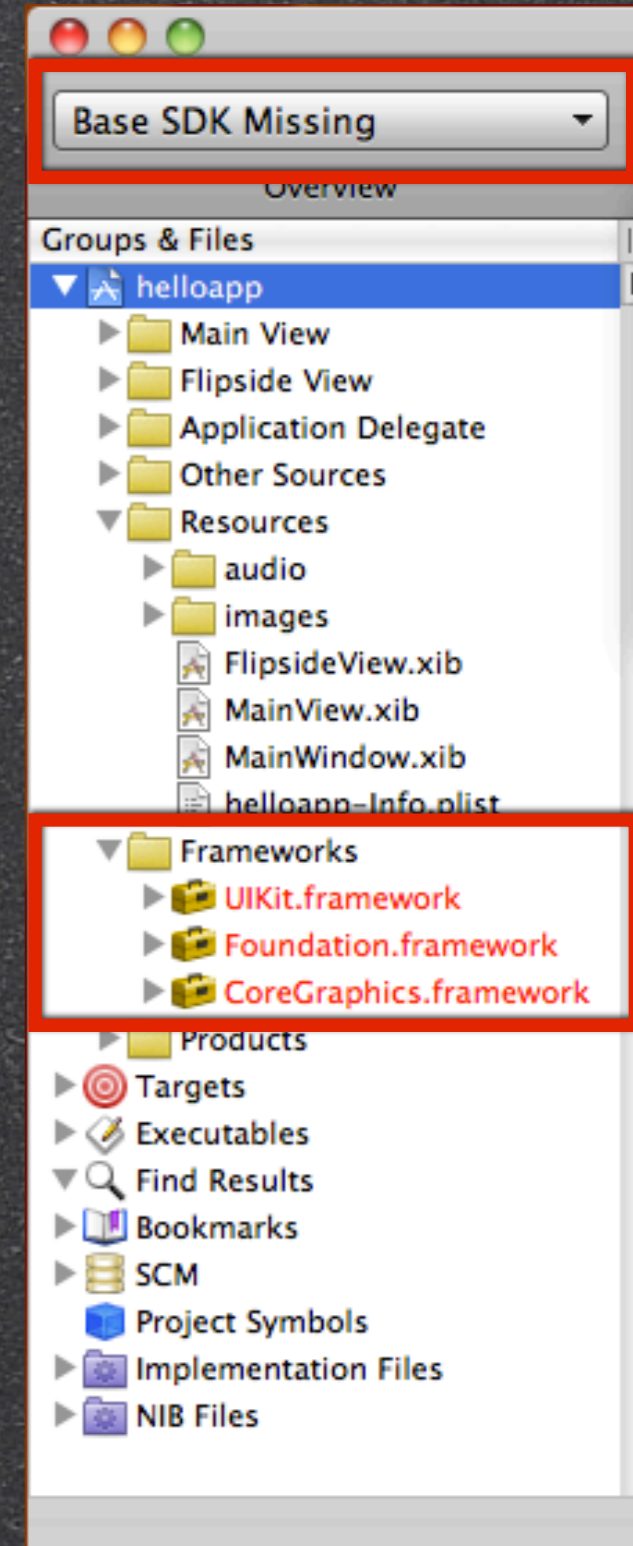 Base SDK Missing
Overview
Groups & Files
helloapp
Main View
Flipside View
Application Delegate
Other Sources
Resources
audio
images
FlipsideView.xib
MainView.xib
MainWindow.xib
helloapp-Info.plist
Frameworks
UIKit.framework
Foundation.framework
CoreGraphics.framework
Products
Targets
Executables
Find Results
Bookmarks
SCM
Project Symbols
Implementation Files
NIB Files